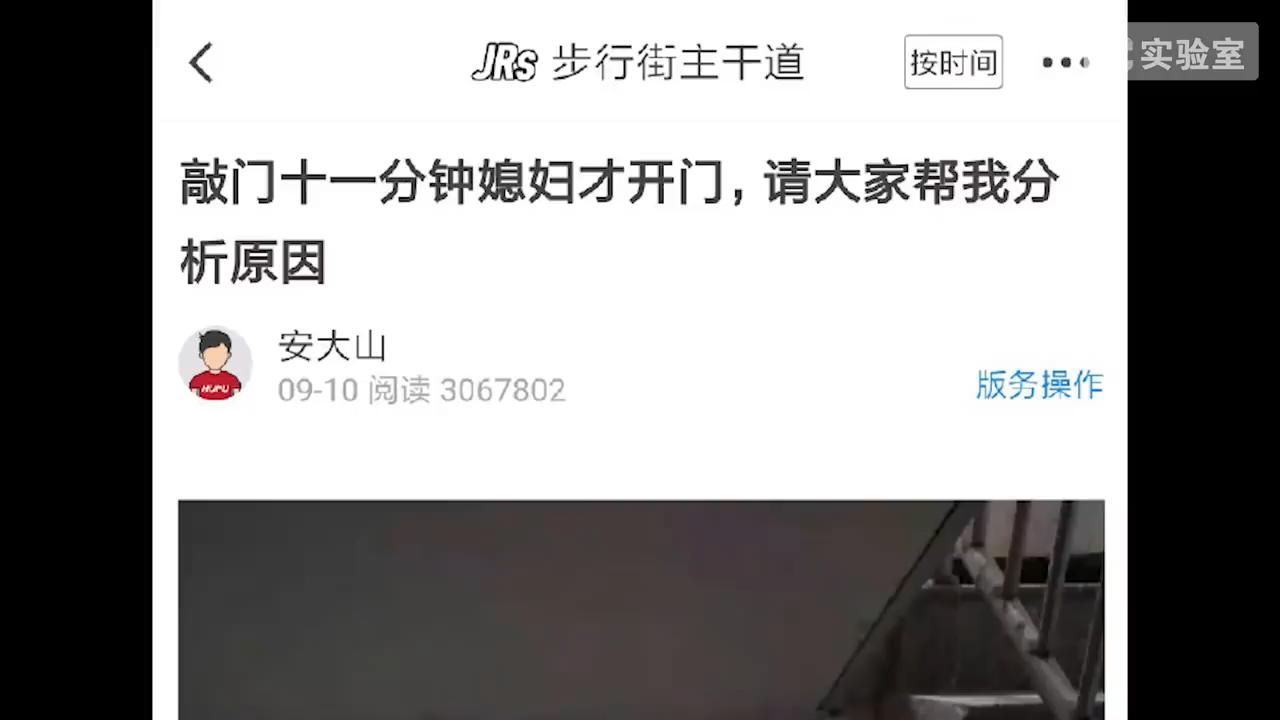 JRs 步行街主干道
按时间
实验室
敲门十一分钟媳妇才开门，请大家帮我分
析原因
安大山
HUPU
09-10 阅读 3067802
版务操作